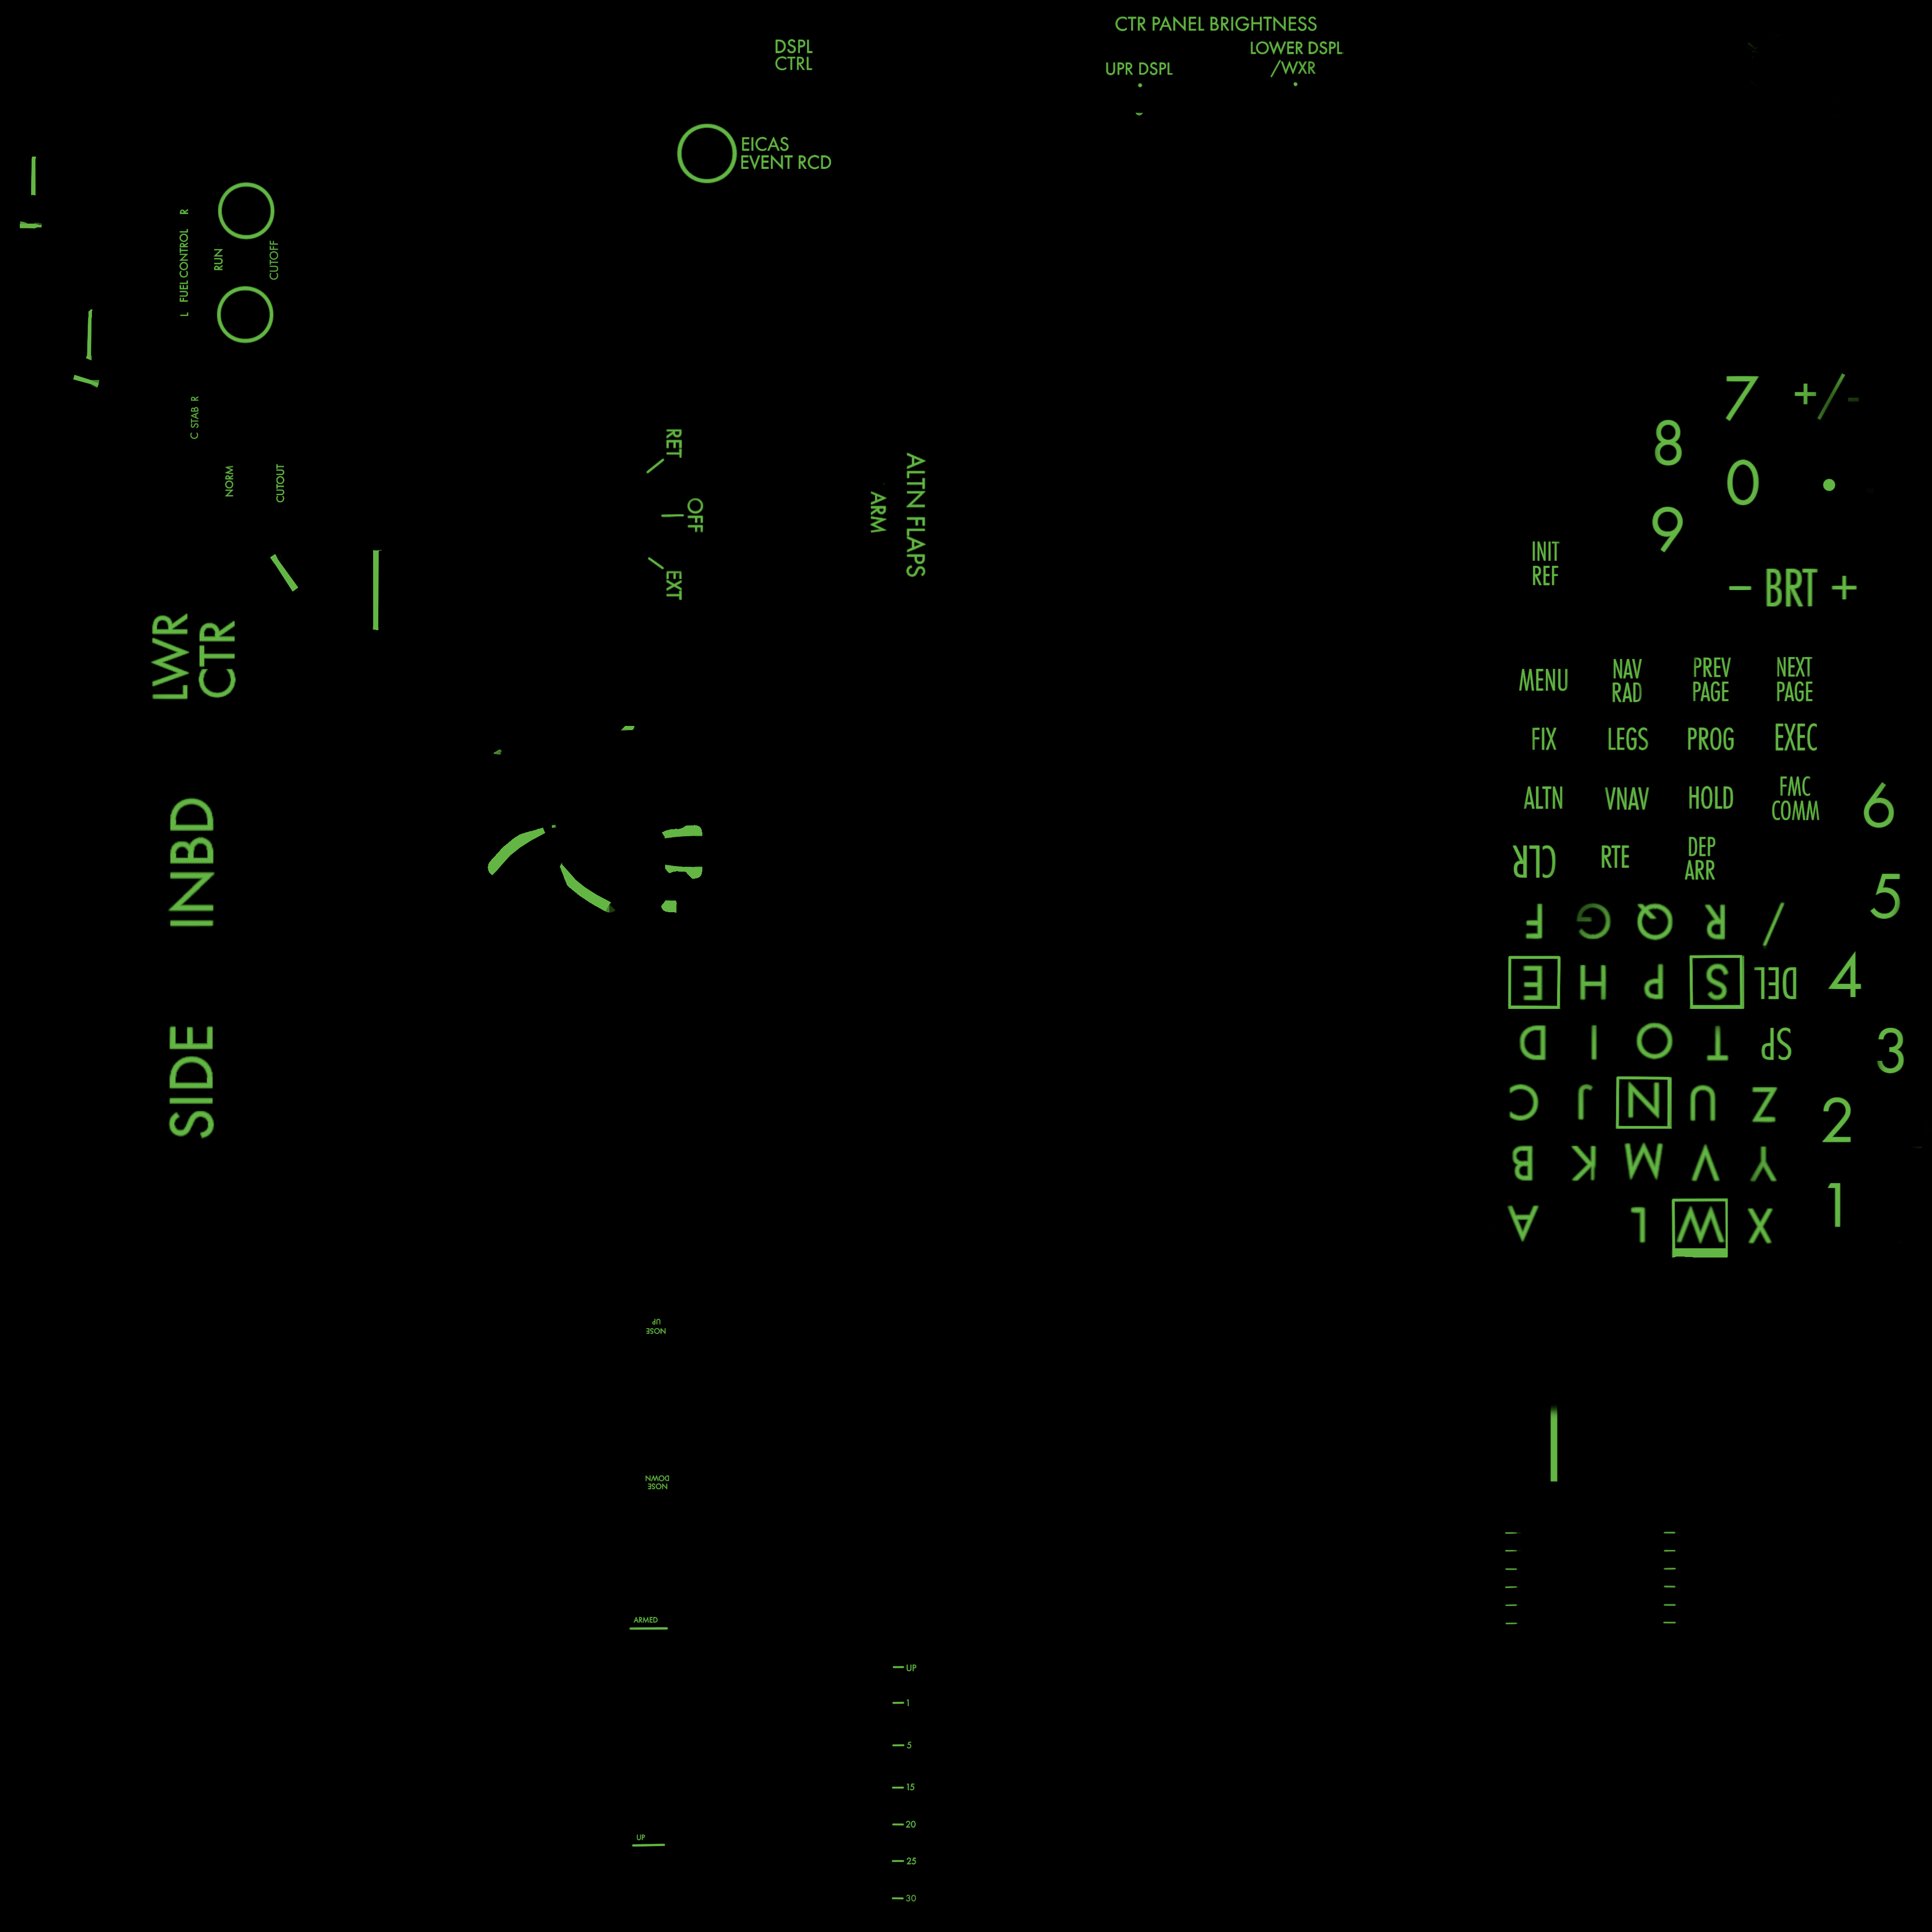 CTR PANEL BRIGHTNESS
DSPL
CTRL
LOWER DSPL
/WXR
UPR DSPL
EICAS
EVENT RCD
L FUEL CONTROL R
RUN
CUTOFF
C STAB R
NORM
CUTOUT
RET
OFF
EXT
ARM
ALTN FLAPS
7 +/-
8
0 .
9
INIT
REF
- BRT +
LWR
CTR
INBD
SIDE
MENU
NAV
RAD
PREV
PAGE
NEXT
PAGE
FIX LEGS PROG EXEC
ALTN VNAV HOLD
FMC
COMM
6
CLR RTE
DEP
ARR
5
F G Q R /
E H P S DEL 4
D I O T SP 3
C J N U Z 2
B K M V Y
A L W X 1
NOSE
UP
NOSE
DOWN
ARMED
UP
1
5
15
20
25
30
UP